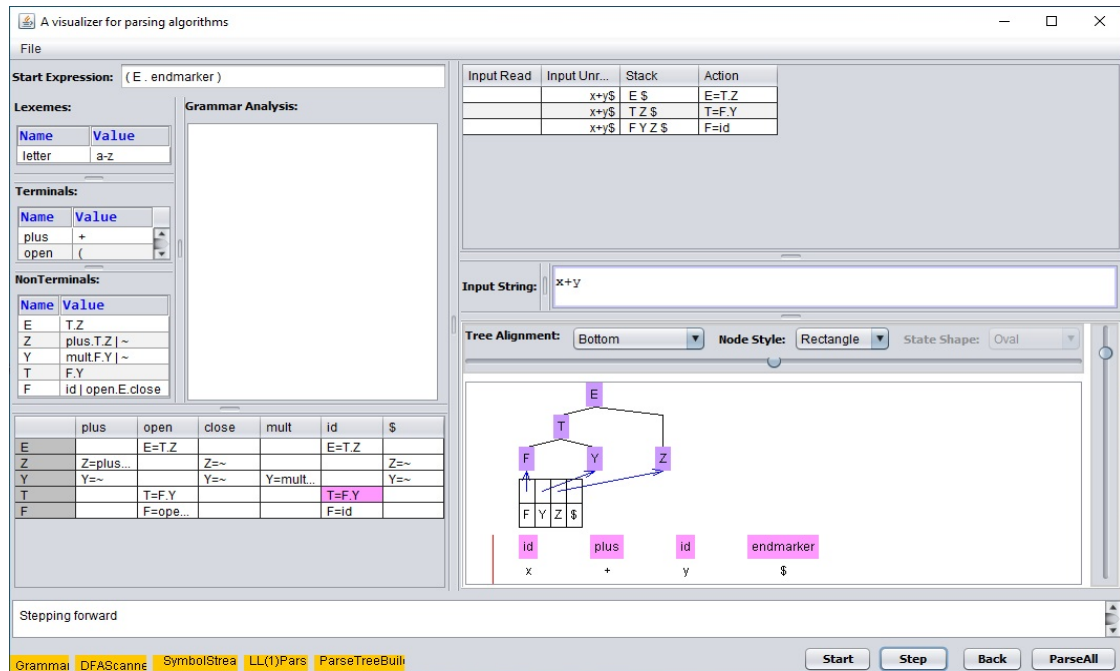 A visualizer for parsing algorithms
File
Start Expression: ( E . endmarker )
Lexemes:
Name Value
letter a-z
Terminals:
Name Value
plus +
open (
NonTerminals:
Name Value
E T.Z
Z plus.T.Z | ~
Y mult.F.Y | ~
T F.Y
F id | open.E.close
Grammar Analysis:
plus open close mult id $
E E=T.Z E=T.Z
Z Z=plus... Z=~ Z=~
Y Y=~ Y=~ Y=mult... Y=~
T T=F.Y T=F.Y
F F=ope... F=id
Input Read Input Unr... Stack Action
x+y$ E $ E=T.Z
x+y$ T Z $ T=F.Y
x+y$ F Y Z $ F=id
Input String: x+y
Tree Alignment: Bottom Node Style: Rectangle State Shape: Oval
E
T
F Y Z
F Y Z $
id plus id endmarker
x + y $
Stepping forward
Grammar DFAScanne SymbolStrea LL(1)Pars ParseTreeBuil
Start Step Back ParseAll